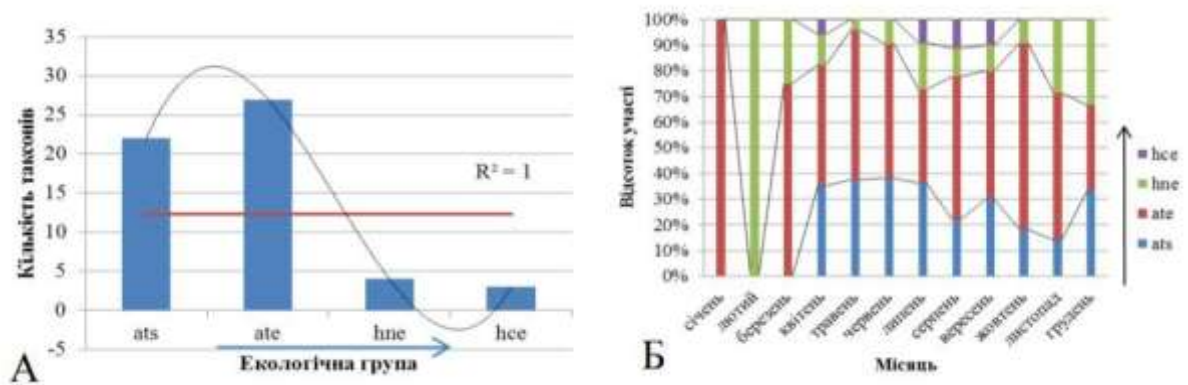 40
35
30
25
20
15
10
5
0
-5
Кількість таксонів
R² = 1
ats
ate
hne
hce
Екологічна група
А
100%
90%
80%
70%
60%
50%
40%
30%
20%
10%
0%
Відсоток участі
січень
лютий
березень
квітень
травень
червень
липень
серпень
вересень
жовтень
листопад
грудень
Місяць
hce
hne
ate
ats
Б